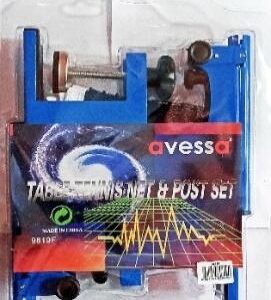 avessa
TABLE TENNIS NET & POST SET
MADE IN CHINA
9810F